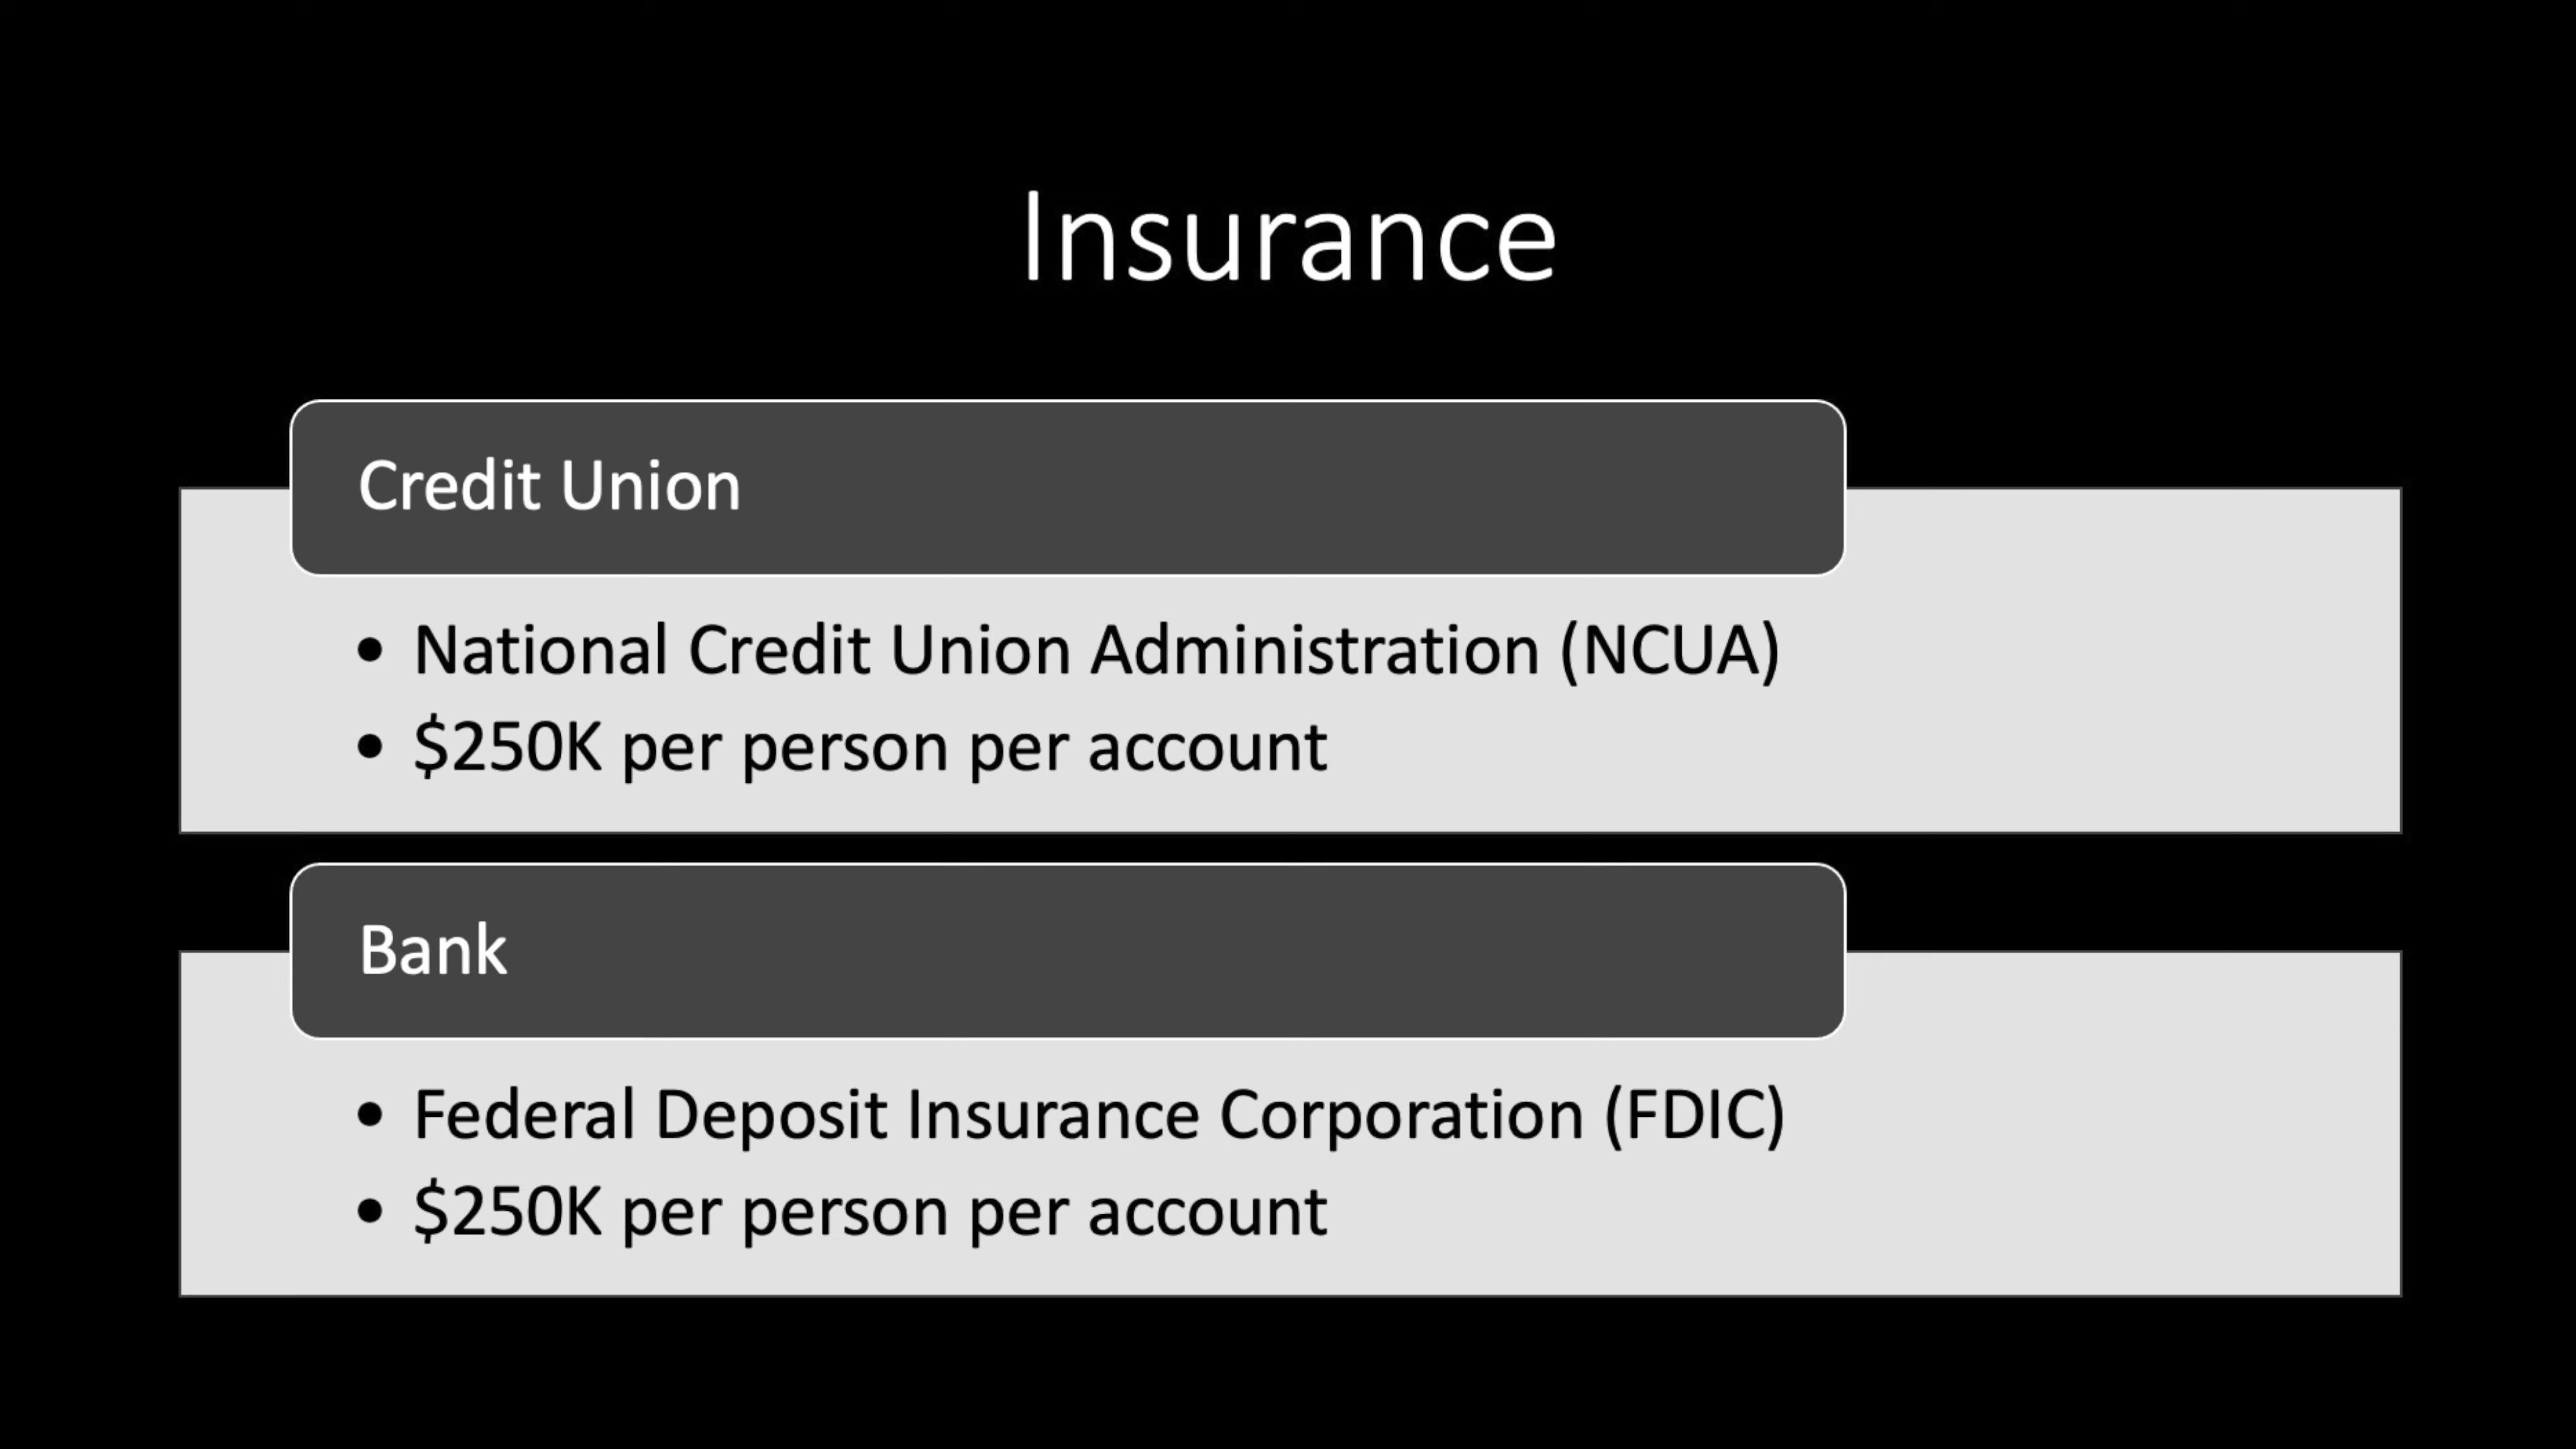 Insurance
Credit Union
• National Credit Union Administration (NCUA)
• $250K per person per account
Bank
• Federal Deposit Insurance Corporation (FDIC)
• $250K per person per account